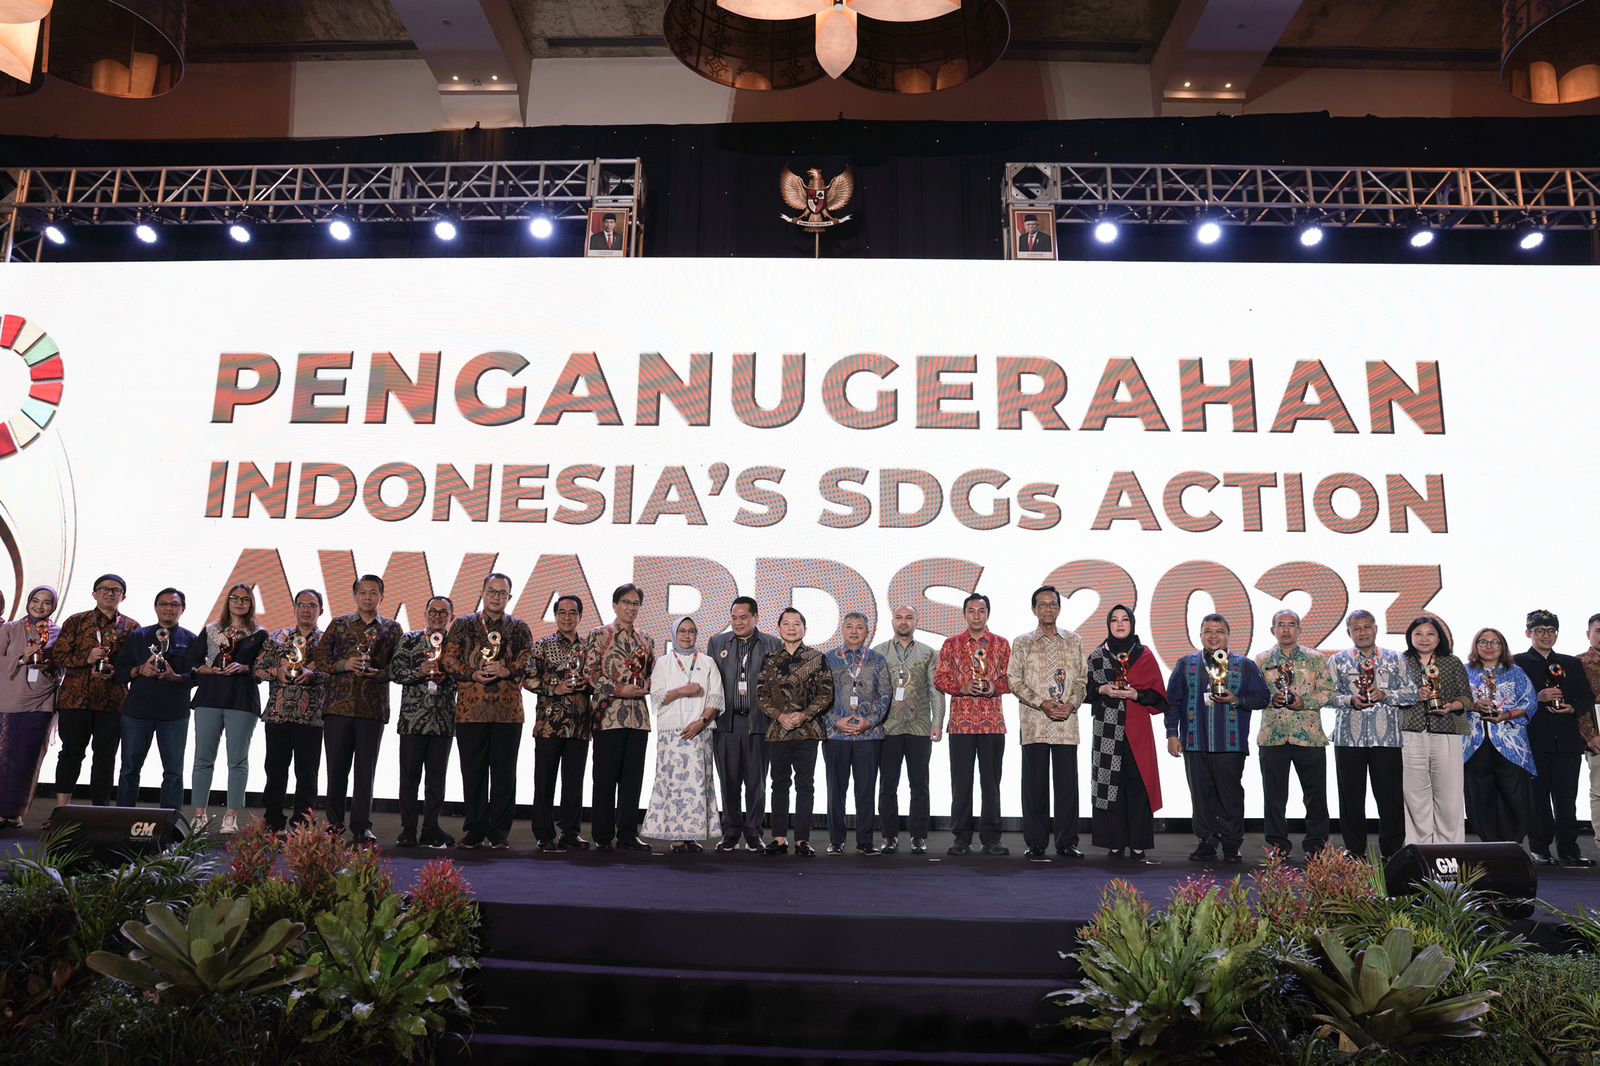 PENGANUGERAHAN
INDONESIA'S SDGs ACTION
AWARDS 2023
GM
GM